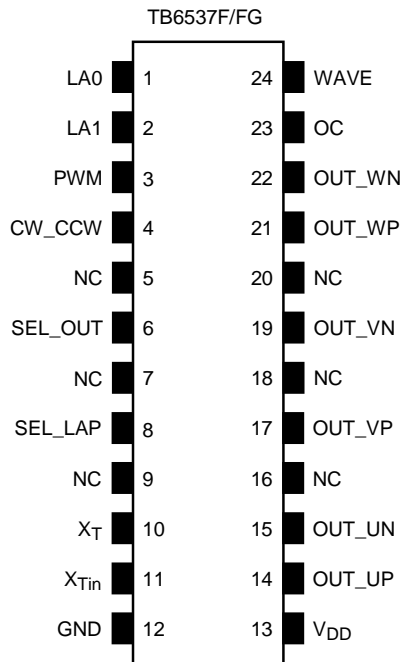 TB6537F/FG
LA0 1 24 WAVE
LA1 2 23 OC
PWM 3 22 OUT_WN
CW_CCW 4 21 OUT_WP
NC 5 20 NC
SEL_OUT 6 19 OUT_VN
NC 7 18 NC
SEL_LAP 8 17 OUT_VP
NC 9 16 NC
XT 10 15 OUT_UN
XTin 11 14 OUT_UP
GND 12 13 VDD